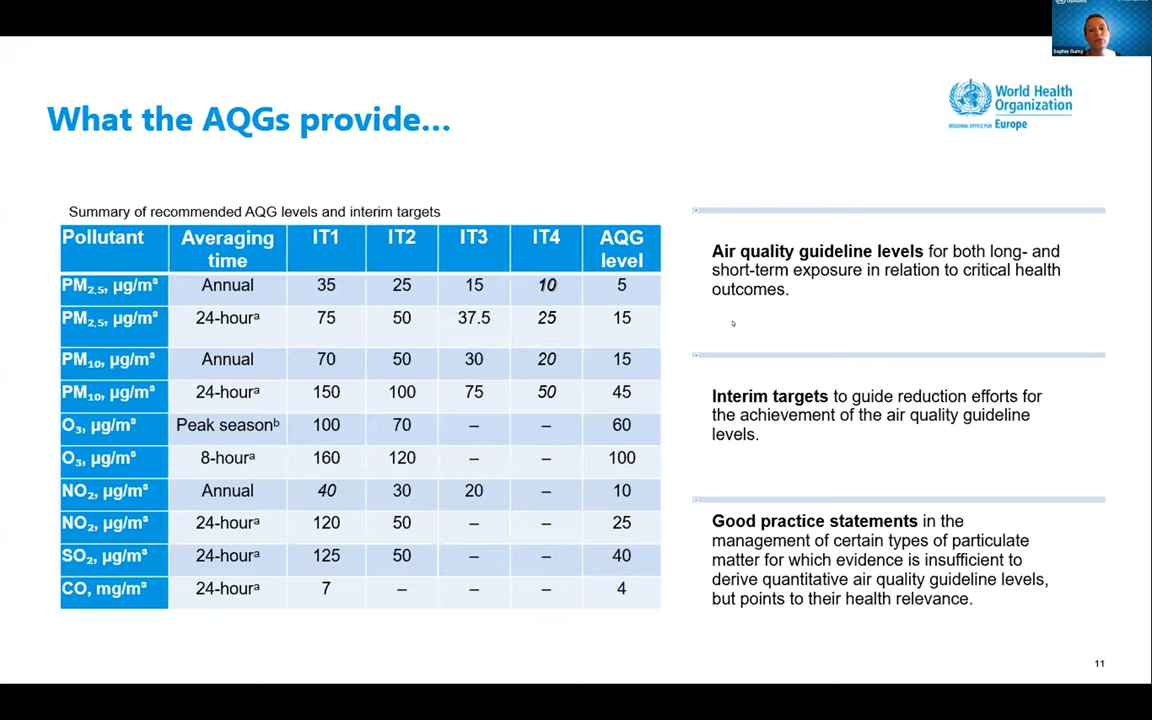 Sophie Gumy
World Health
Organization
REGIONAL OFFICE FOR Europe
What the AQGs provide...
Summary of recommended AQG levels and interim targets
Pollutant Averaging time IT1 IT2 IT3 IT4 AQG level
PM₂.₅, µg/m³ Annual 35 25 15 10 5
PM₂.₅, µg/m³ 24-hourᵃ 75 50 37.5 25 15
PM₁₀, µg/m³ Annual 70 50 30 20 15
PM₁₀, µg/m³ 24-hourᵃ 150 100 75 50 45
O₃, µg/m³ Peak seasonᵇ 100 70 – – 60
O₃, µg/m³ 8-hourᵃ 160 120 – – 100
NO₂, µg/m³ Annual 40 30 20 – 10
NO₂, µg/m³ 24-hourᵃ 120 50 – – 25
SO₂, µg/m³ 24-hourᵃ 125 50 – – 40
CO, mg/m³ 24-hourᵃ 7 – – – 4
Air quality guideline levels for both long- and
short-term exposure in relation to critical health
outcomes.
Interim targets to guide reduction efforts for
the achievement of the air quality guideline
levels.
Good practice statements in the
management of certain types of particulate
matter for which evidence is insufficient to
derive quantitative air quality guideline levels,
but points to their health relevance.
11